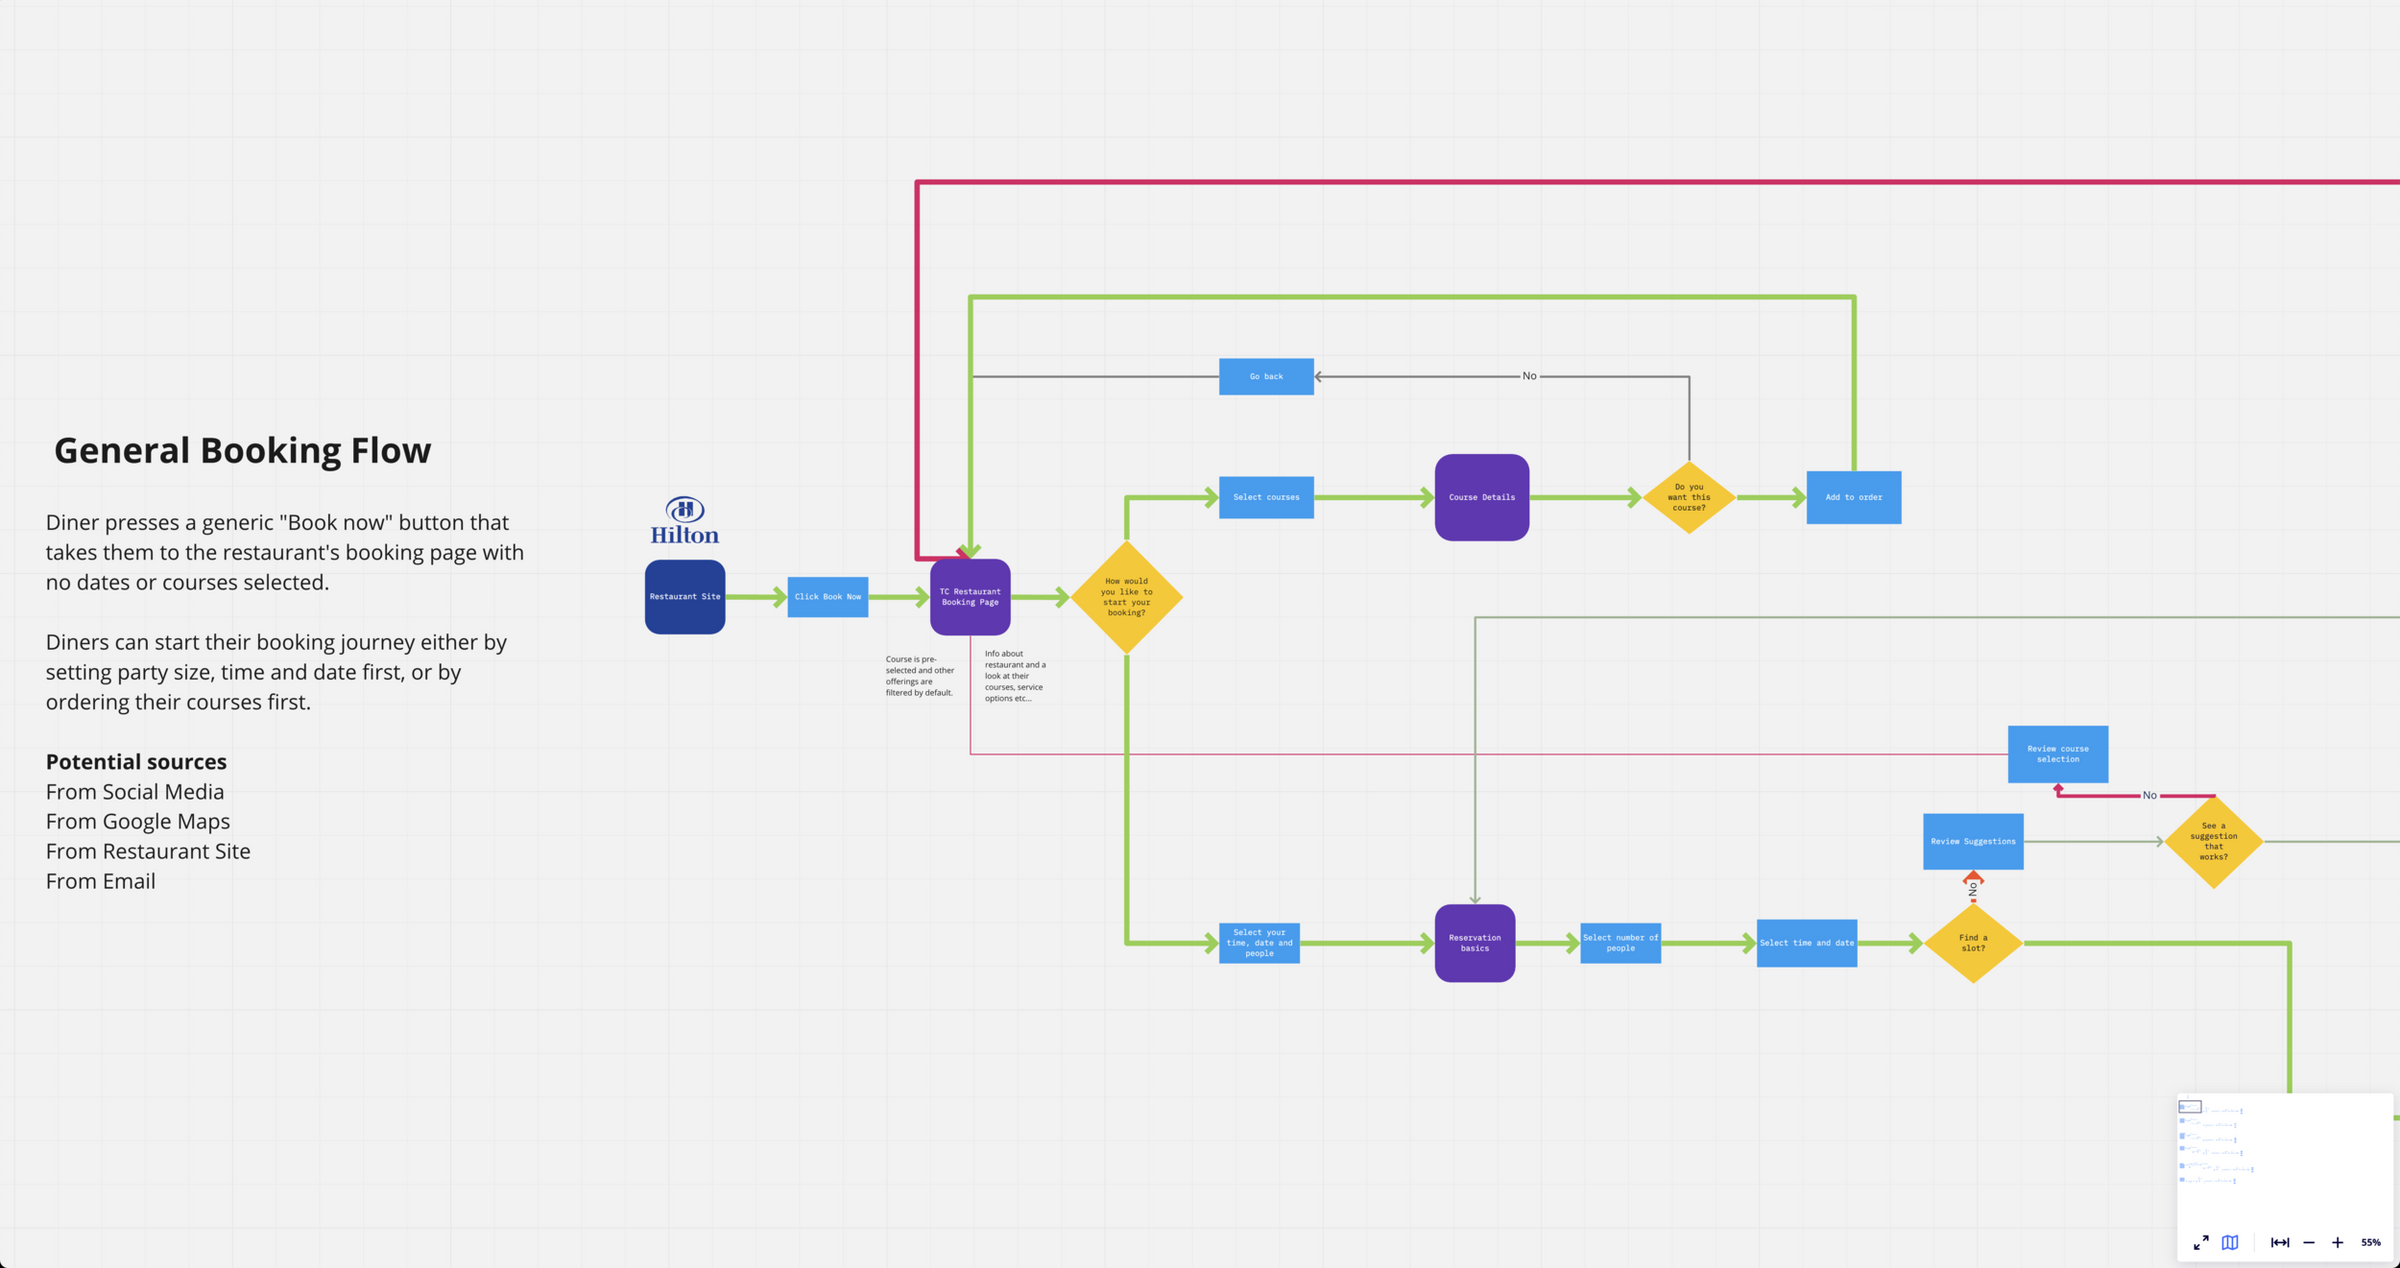 General Booking Flow
Diner presses a generic "Book now" button that
takes them to the restaurant's booking page with
no dates or courses selected.
Diners can start their booking journey either by
setting party size, time and date first, or by
ordering their courses first.
Potential sources
From Social Media
From Google Maps
From Restaurant Site
From Email
Hilton
Restaurant Site
Click Book Now
TC Restaurant
Booking Page
Course is pre-
selected and other
offerings are
filtered by default.
Info about
restaurant and a
look at their
courses, service
options etc...
How would
you like to
start your
booking?
Go back
No
Select courses
Course Details
Do you
want this
course?
Add to order
Select your
time, date and
people
Reservation
basics
Select number of
people
Select time and date
Find a
slot?
No
Review Suggestions
See a
suggestion
that
works?
No
Review course
selection
55%